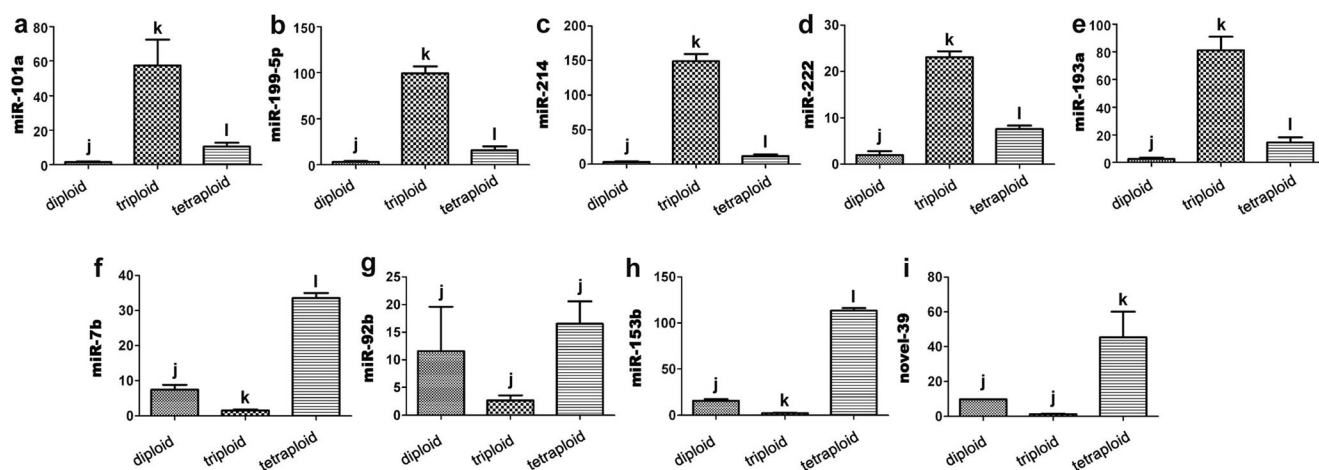 a
miR-101a
80
60
40
20
0
j
k
l
diploid
triploid
tetraploid
b
miR-199-5p
150
100
50
0
j
k
l
diploid
triploid
tetraploid
c
miR-214
200
150
100
50
0
j
k
l
diploid
triploid
tetraploid
d
miR-222
30
20
10
0
j
k
l
diploid
triploid
tetraploid
e
miR-193a
100
80
60
40
20
0
j
k
l
diploid
triploid
tetraploid
f
miR-7b
40
30
20
10
0
j
k
l
diploid
triploid
tetraploid
g
miR-92b
25
20
15
10
5
0
j
j
j
diploid
triploid
tetraploid
h
miR-153b
150
100
50
0
j
k
l
diploid
triploid
tetraploid
i
novel-39
80
60
40
20
0
j
j
k
diploid
triploid
tetraploid